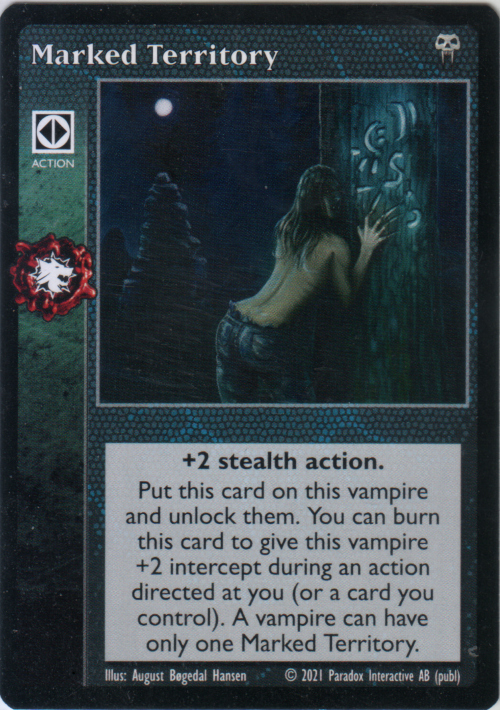 Marked Territory
ACTION
+2 stealth action.
Put this card on this vampire
and unlock them. You can burn
this card to give this vampire
+2 intercept during an action
directed at you (or a card you
control). A vampire can have
only one Marked Territory.
Illus: August Bøgedal Hansen © 2021 Paradox Interactive AB (publ)